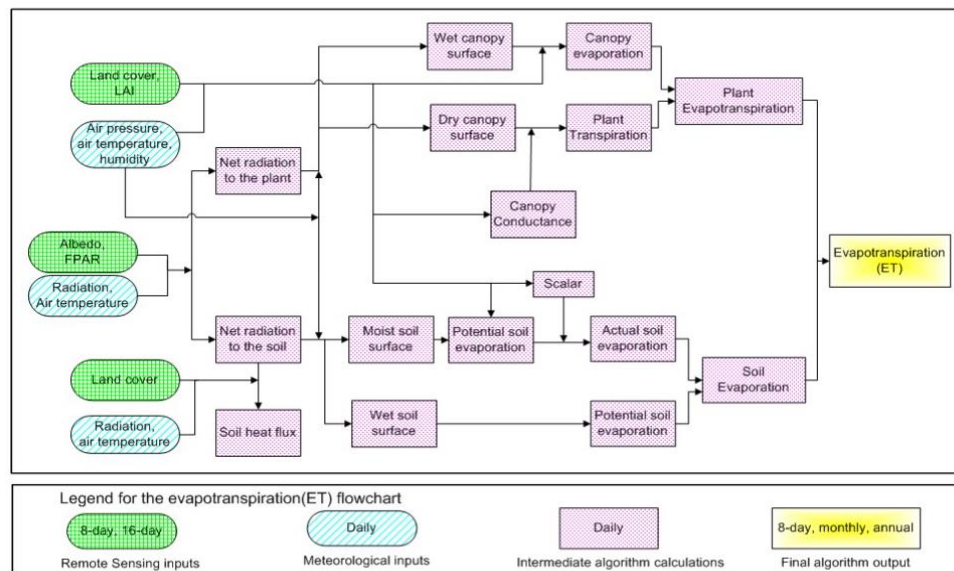 Wet canopy
surface
Canopy
evaporation
Land cover,
LAI
Plant
Evapotranspiration
Air pressure,
air temperature,
humidity
Dry canopy
surface
Plant
Transpiration
Net radiation
to the plant
Canopy
Conductance
Albedo,
FPAR
Evapotranspiration
(ET)
Radiation,
Air temperature
Scalar
Net radiation
to the soil
Moist soil
surface
Potential soil
evaporation
Actual soil
evaporation
Land cover
Soil
Evaporation
Radiation,
air temperature
Soil heat flux
Wet soil
surface
Potential soil
evaporation
Legend for the evapotranspiration(ET) flowchart
8-day, 16-day
Daily
Daily
8-day, monthly, annual
Remote Sensing inputs
Meteorological inputs
Intermediate algorithm calculations
Final algorithm output